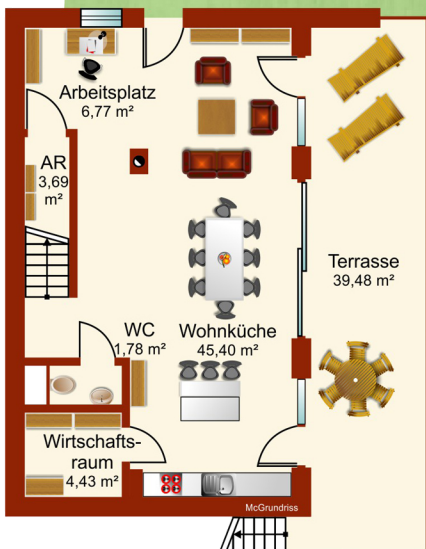 Arbeitsplatz
6,77 m²
AR
3,69
m²
Terrasse
39,48 m²
WC
1,78 m²
Wohnküche
45,40 m²
Wirtschafts-
raum
4,43 m²
McGrundriss